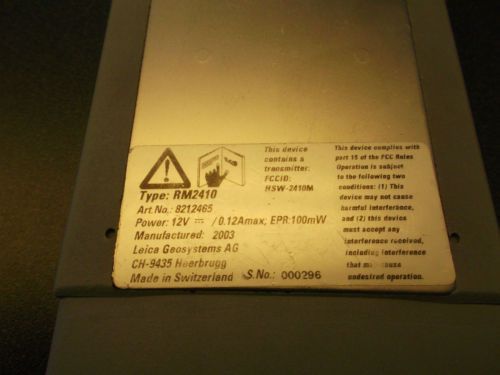 Type: RM2410
Art.No.: 8212465
Power: 12V ⎓ / 0.12Amax, EPR:100mW
Manufactured: 2003
Leica Geosystems AG
CH-9435 Heerbrugg
Made in Switzerland S.No.: 000296
This device
contains a
transmitter:
FCCID:
HSW-2410M
This device complies with
part 15 of the FCC Rules
Operation is subject
to the following two
conditions: (1) This
device may not cause
harmful interference,
and (2) this device
must accept any
interference received,
including interference
that may cause
undesired operation.